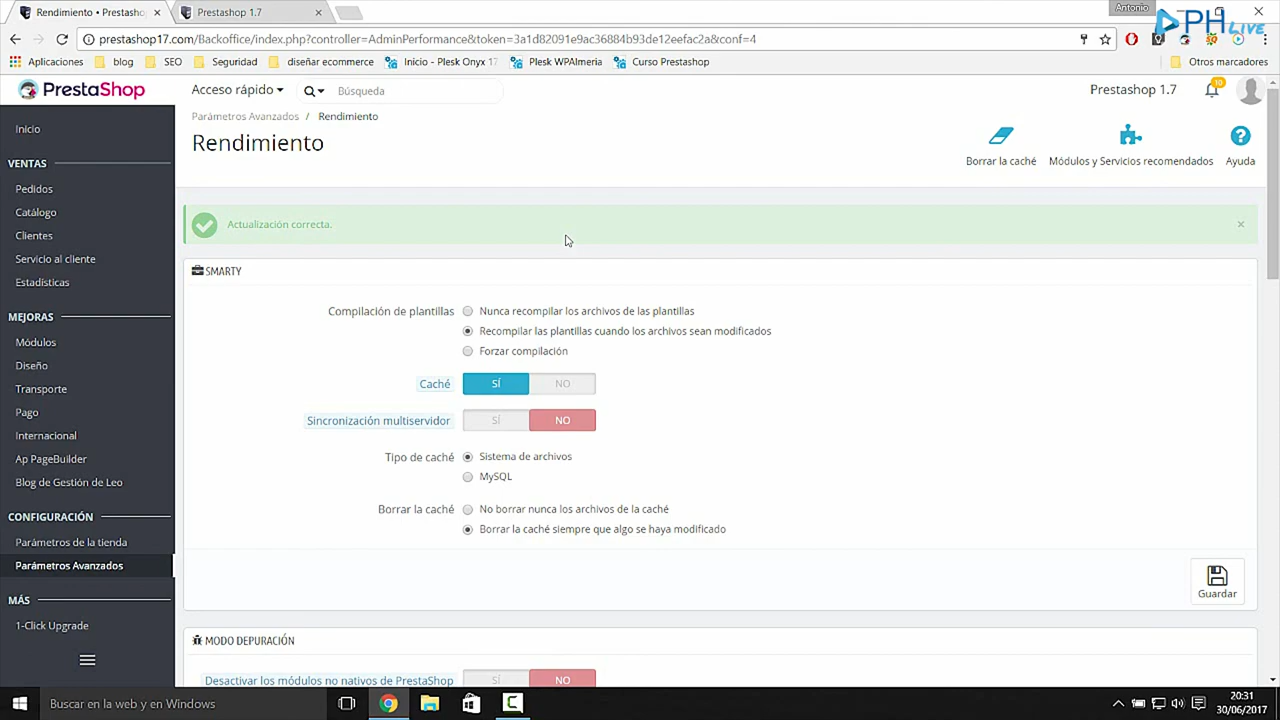 Rendimiento • Prestasho
Prestashop 1.7
Antonio
PH LIVE
prestashop17.com/Backoffice/index.php?controller=AdminPerformance&token=3a1d82091e9ac36884b93de12eefac2a&conf=4
Aplicaciones
blog
SEO
Seguridad
diseñar ecommerce
Inicio - Plesk Onyx 17
Plesk WPAlmeria
Curso Prestashop
Otros marcadores
PrestaShop
Acceso rápido
Búsqueda
Prestashop 1.7
10
Parámetros Avanzados / Rendimiento
Rendimiento
Borrar la caché
Módulos y Servicios recomendados
Ayuda
Inicio
VENTAS
Pedidos
Catálogo
Clientes
Servicio al cliente
Estadísticas
MEJORAS
Módulos
Diseño
Transporte
Pago
Internacional
Ap PageBuilder
Blog de Gestión de Leo
CONFIGURACIÓN
Parámetros de la tienda
Parámetros Avanzados
MÁS
1-Click Upgrade
Actualización correcta.
SMARTY
Compilación de plantillas
Nunca recompilar los archivos de las plantillas
Recompilar las plantillas cuando los archivos sean modificados
Forzar compilación
Caché SÍ NO
Sincronización multiservidor SÍ NO
Tipo de caché
Sistema de archivos
MySQL
Borrar la caché
No borrar nunca los archivos de la caché
Borrar la caché siempre que algo se haya modificado
Guardar
MODO DEPURACIÓN
Desactivar los módulos no nativos de PrestaShop SÍ NO
Buscar en la web y en Windows
20:31
30/06/2017